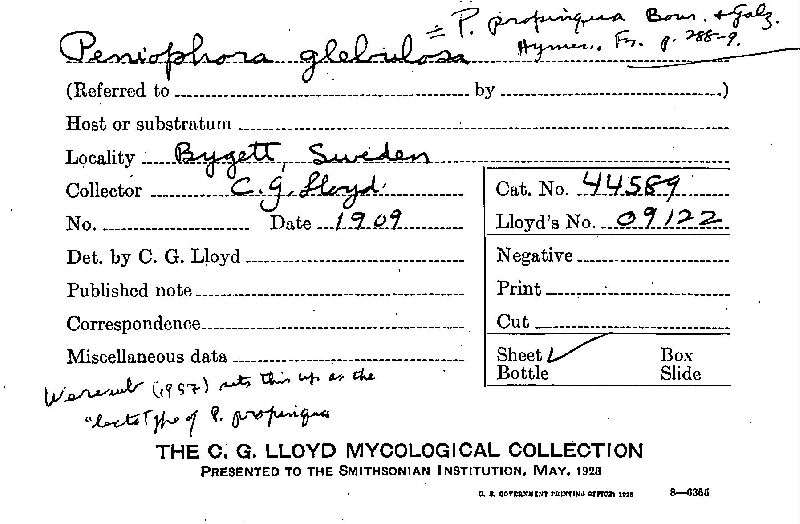 = P. propinqua Bour. & Galz.
Hymen. Fr. p. 288-9.
Peniophora glebulosa
(Referred to by )
Host or substratum
Locality Bygett, Sweden
Collector C. G. Lloyd
Cat. No. 44589
No. Date 1909
Lloyd's No. 09122
Det. by C. G. Lloyd
Negative
Published note
Print
Correspondence
Cut
Miscellaneous data
Sheet ✓ Box
Bottle Slide
Weresub (1957) sets this up as the
"lectotype of P. propinqua
THE C. G. LLOYD MYCOLOGICAL COLLECTION
PRESENTED TO THE SMITHSONIAN INSTITUTION, MAY, 1928
U. S. GOVERNMENT PRINTING OFFICE: 1928 8—6366